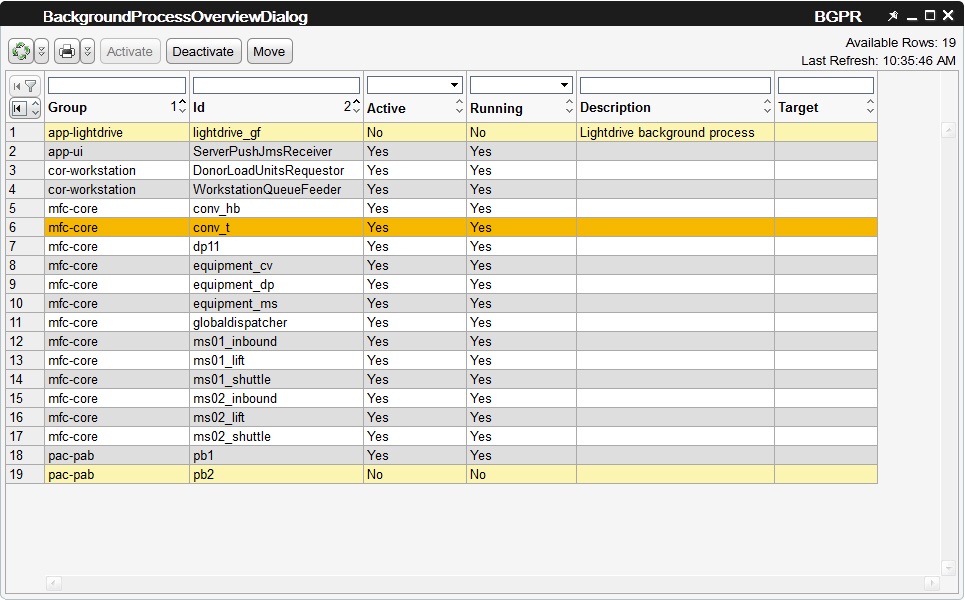 BackgroundProcessOverviewDialog BGPR
Activate Deactivate Move Available Rows: 19
Last Refresh: 10:35:46 AM
Group 1 Id 2 Active Running Description Target
1 app-lightdrive lightdrive_gf No No Lightdrive background process
2 app-ui ServerPushJmsReceiver Yes Yes
3 cor-workstation DonorLoadUnitsRequestor Yes Yes
4 cor-workstation WorkstationQueueFeeder Yes Yes
5 mfc-core conv_hb Yes Yes
6 mfc-core conv_t Yes Yes
7 mfc-core dp11 Yes Yes
8 mfc-core equipment_cv Yes Yes
9 mfc-core equipment_dp Yes Yes
10 mfc-core equipment_ms Yes Yes
11 mfc-core globaldispatcher Yes Yes
12 mfc-core ms01_inbound Yes Yes
13 mfc-core ms01_lift Yes Yes
14 mfc-core ms01_shuttle Yes Yes
15 mfc-core ms02_inbound Yes Yes
16 mfc-core ms02_lift Yes Yes
17 mfc-core ms02_shuttle Yes Yes
18 pac-pab pb1 Yes Yes
19 pac-pab pb2 No No